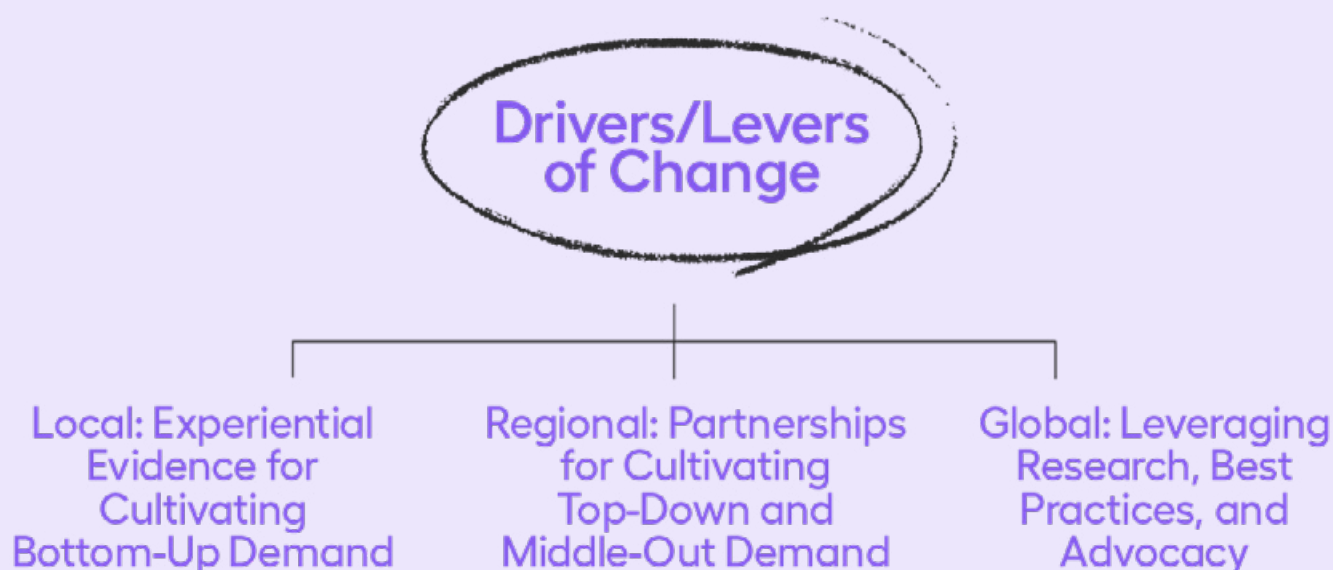 Drivers/Levers
of Change
Local: Experiential
Evidence for
Cultivating
Bottom-Up Demand
Regional: Partnerships
for Cultivating
Top-Down and
Middle-Out Demand
Global: Leveraging
Research, Best
Practices, and
Advocacy